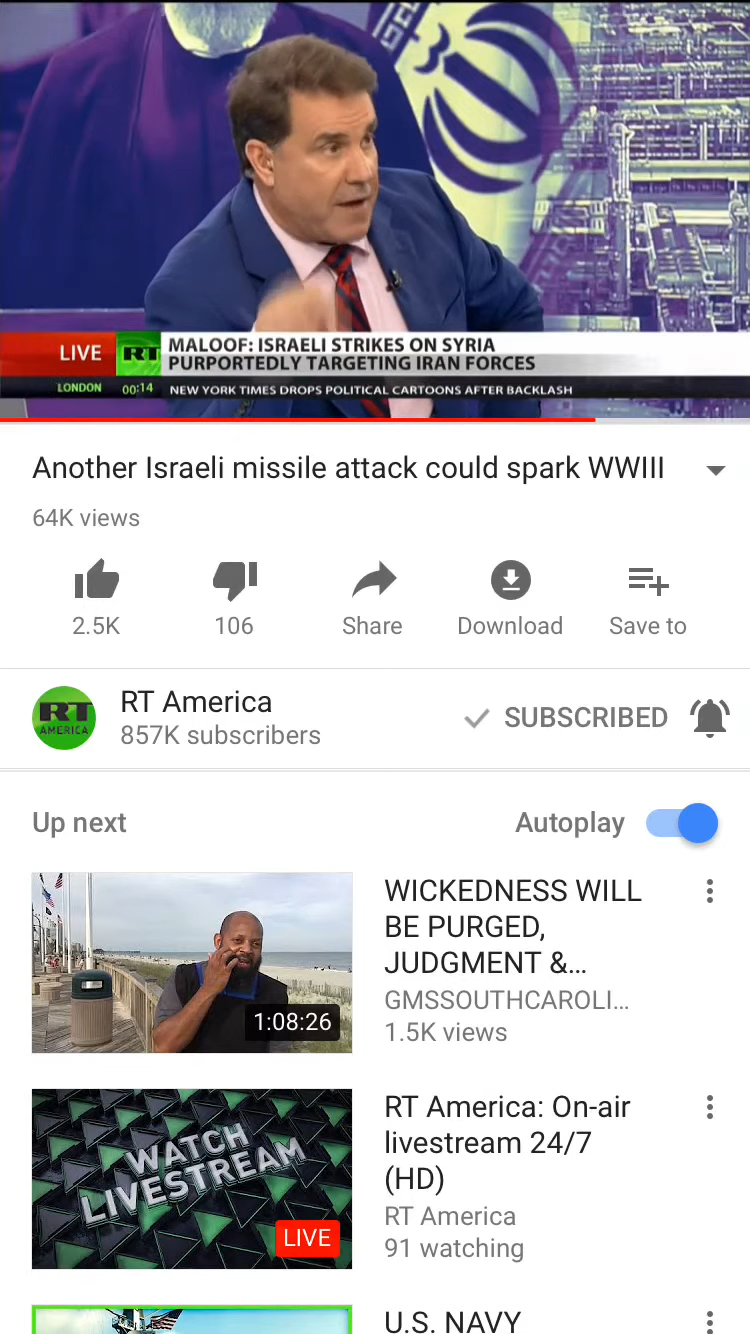 LIVE
RT
MALOOF: ISRAELI STRIKES ON SYRIA
PURPORTEDLY TARGETING IRAN FORCES
LONDON
00:14
NEW YORK TIMES DROPS POLITICAL CARTOONS AFTER BACKLASH
Another Israeli missile attack could spark WWIII
64K views
2.5K
106
Share
Download
Save to
RT
AMERICA
RT America
857K subscribers
SUBSCRIBED
Up next
Autoplay
1:08:26
WICKEDNESS WILL
BE PURGED,
JUDGMENT &...
GMSSOUTHCAROLI...
1.5K views
WATCH
LIVESTREAM
LIVE
RT America: On-air
livestream 24/7
(HD)
RT America
91 watching
U.S. NAVY